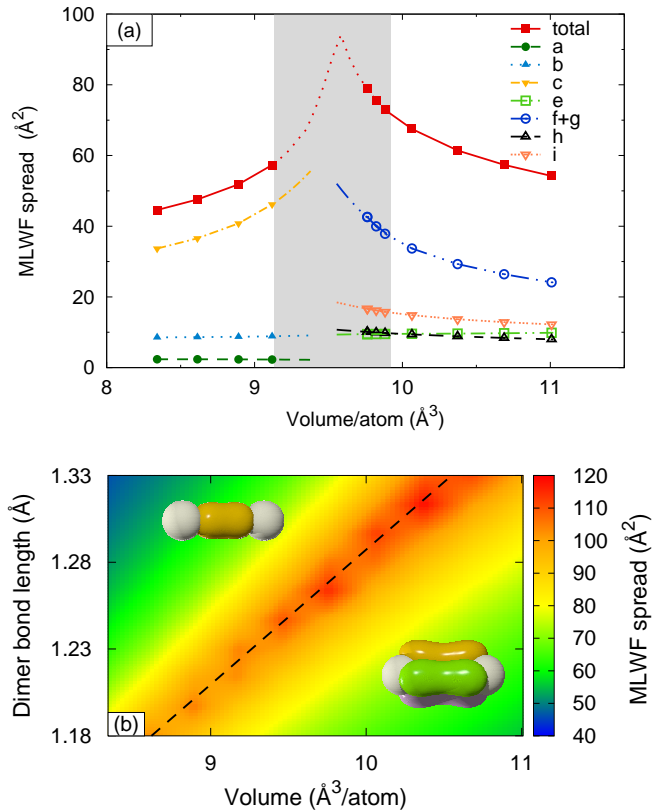 (a)
total
a
b
c
e
f+g
h
i
100
80
60
40
20
0
MLWF spread (Å²)
8 9 10 11
Volume/atom (Å³)
1.33
1.28
1.23
1.18
Dimer bond length (Å)
(b)
9 10 11
Volume (Å³/atom)
120
110
100
90
80
70
60
50
40
MLWF spread (Å²)